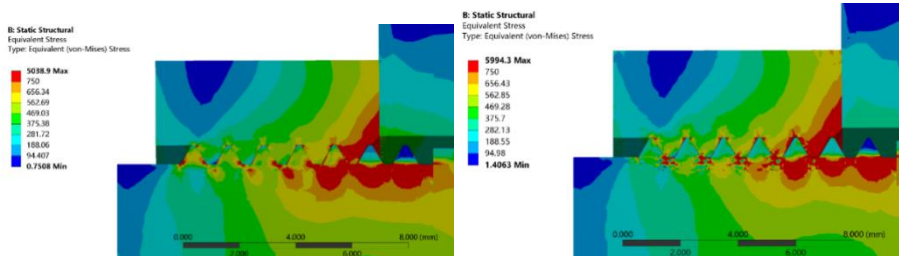 B: Static Structural
Equivalent Stress
Type: Equivalent (von-Mises) Stress
5038.9 Max
750
656.34
562.69
469.03
375.38
281.72
188.06
94.407
0.7508 Min
0.000
4.000
8.000 (mm)
2.000
6.000
B: Static Structural
Equivalent Stress
Type: Equivalent (von-Mises) Stress
5994.3 Max
750
656.43
562.85
469.28
375.7
282.13
188.55
94.98
1.4063 Min
0.000
4.000
8.000 (mm)
2.000
6.000